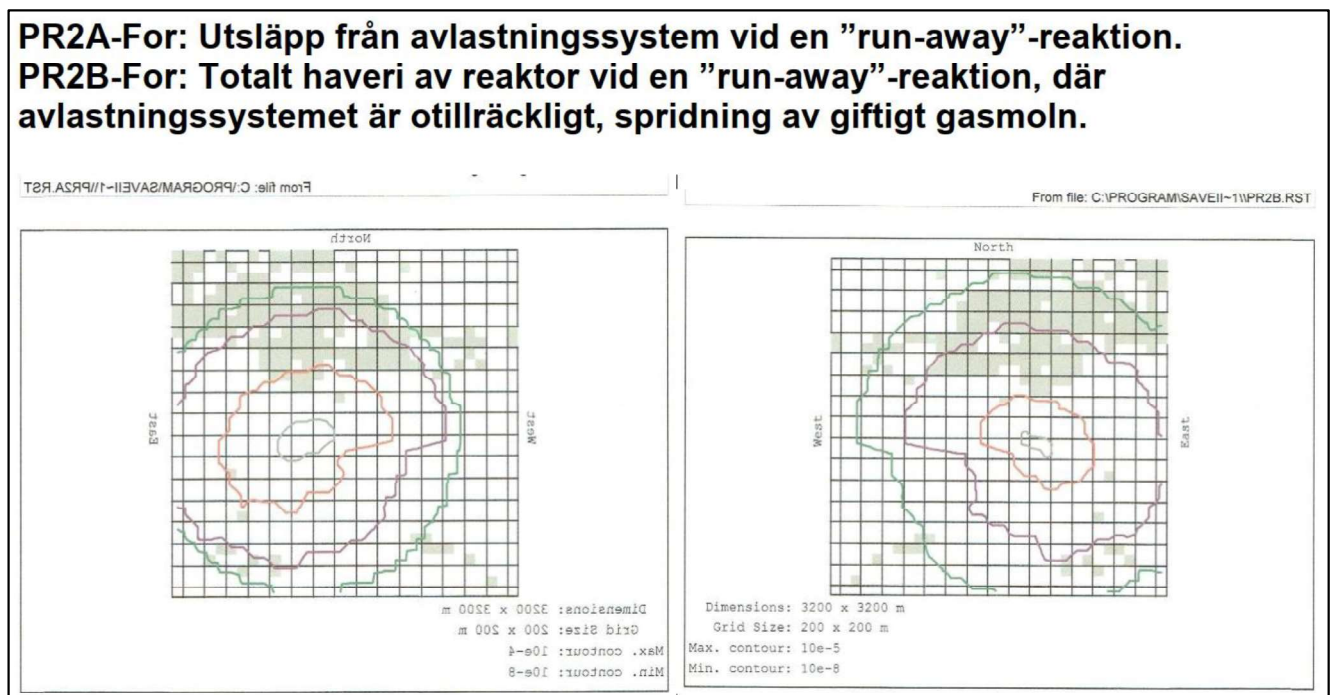 PR2A-For: Utsläpp från avlastningssystem vid en ”run-away”-reaktion.
PR2B-For: Totalt haveri av reaktor vid en ”run-away”-reaktion, där
avlastningssystemet är otillräckligt, spridning av giftigt gasmoln.
From file: C:\PROGRAM\SAVEII~1\\PR2A.RST
North
East
West
Dimensions: 3200 x 3200 m
Grid Size: 200 x 200 m
Max. contour: 10e-4
Min. contour: 10e-8
From file: C:\PROGRAM\SAVEII~1\\PR2B.RST
North
West
East
Dimensions: 3200 x 3200 m
Grid Size: 200 x 200 m
Max. contour: 10e-5
Min. contour: 10e-8